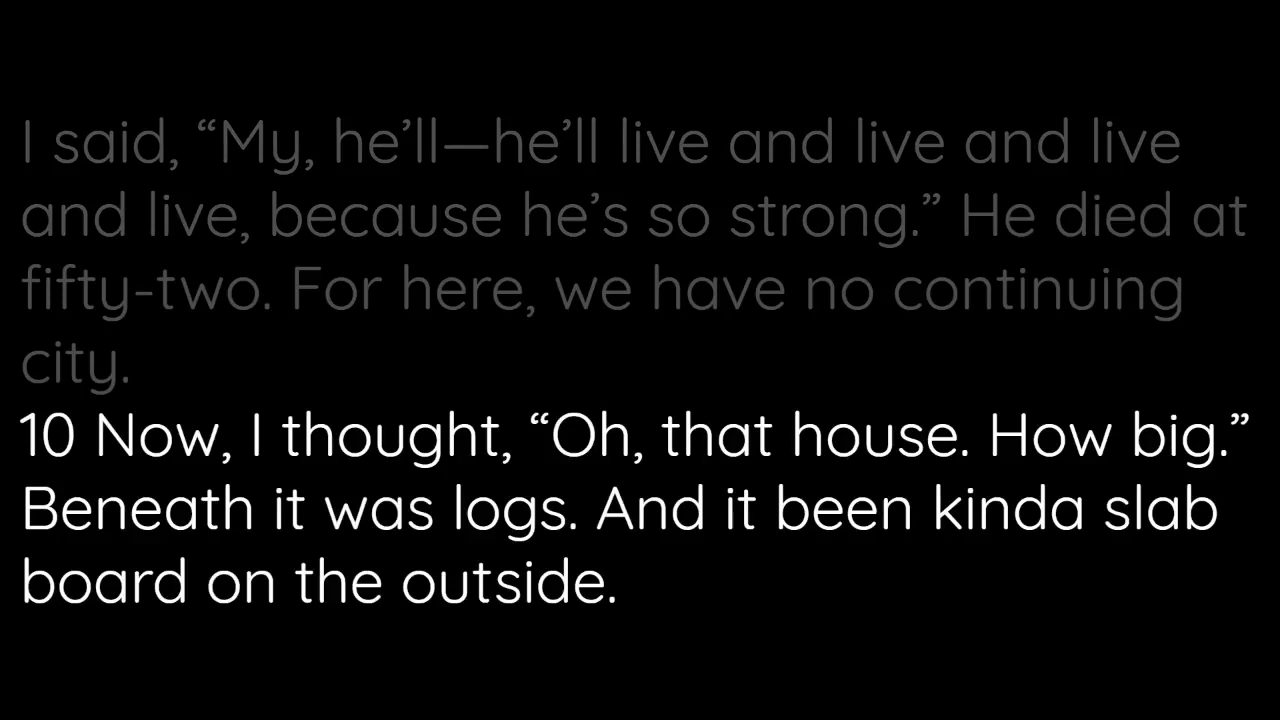 I said, “My, he’ll—he’ll live and live and live
and live, because he’s so strong.” He died at
fifty-two. For here, we have no continuing
city.
10 Now, I thought, “Oh, that house. How big.”
Beneath it was logs. And it been kinda slab
board on the outside.